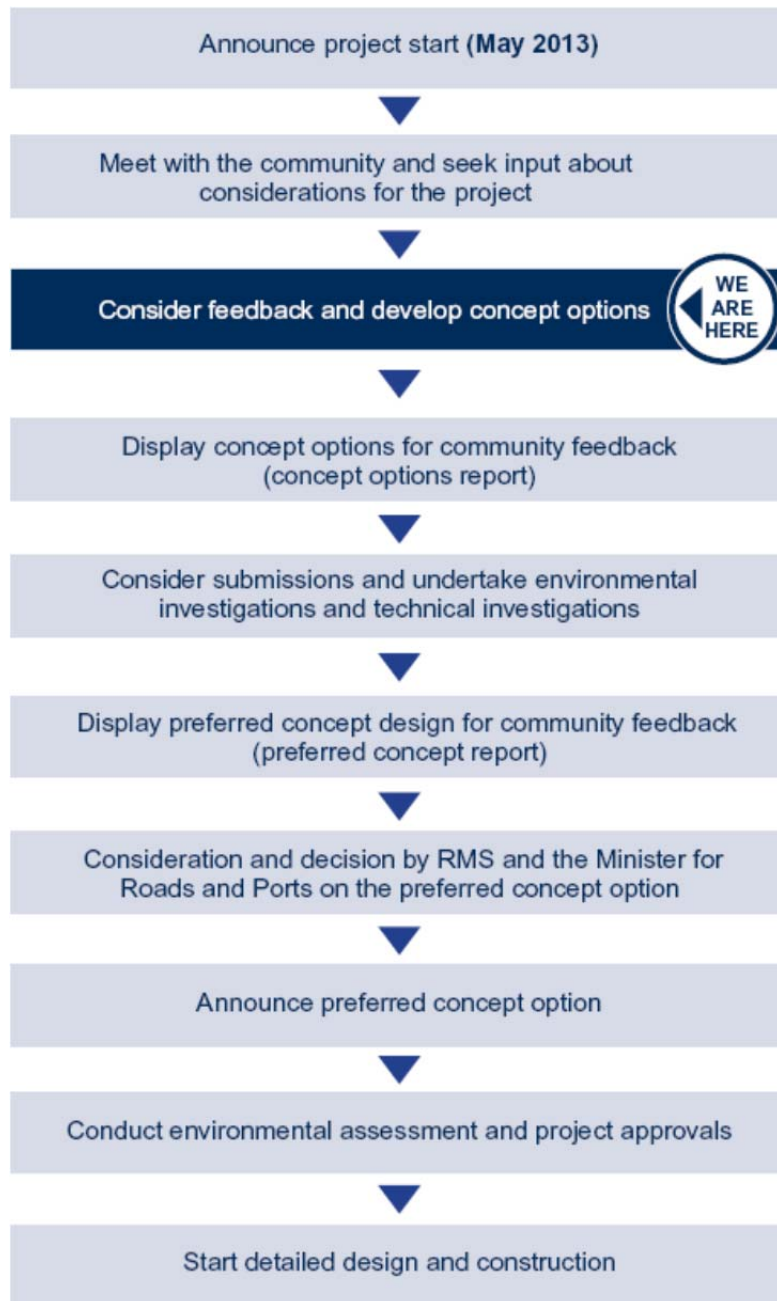 Announce project start (May 2013)
Meet with the community and seek input about
considerations for the project
Consider feedback and develop concept options
WE
ARE
HERE
Display concept options for community feedback
(concept options report)
Consider submissions and undertake environmental
investigations and technical investigations
Display preferred concept design for community feedback
(preferred concept report)
Consideration and decision by RMS and the Minister for
Roads and Ports on the preferred concept option
Announce preferred concept option
Conduct environmental assessment and project approvals
Start detailed design and construction